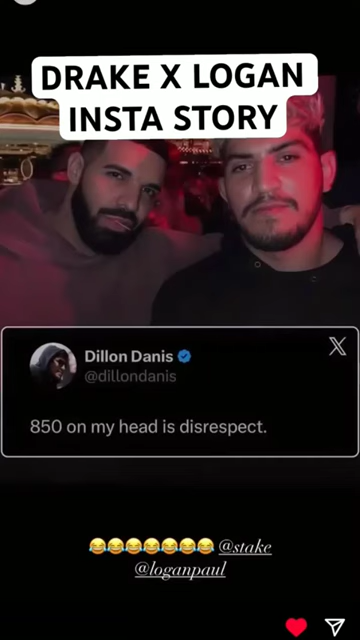 DRAKE X LOGAN
INSTA STORY
Dillon Danis
@dillondanis
850 on my head is disrespect.
😂😂😂😂😂😂😂😂 @stake
@loganpaul